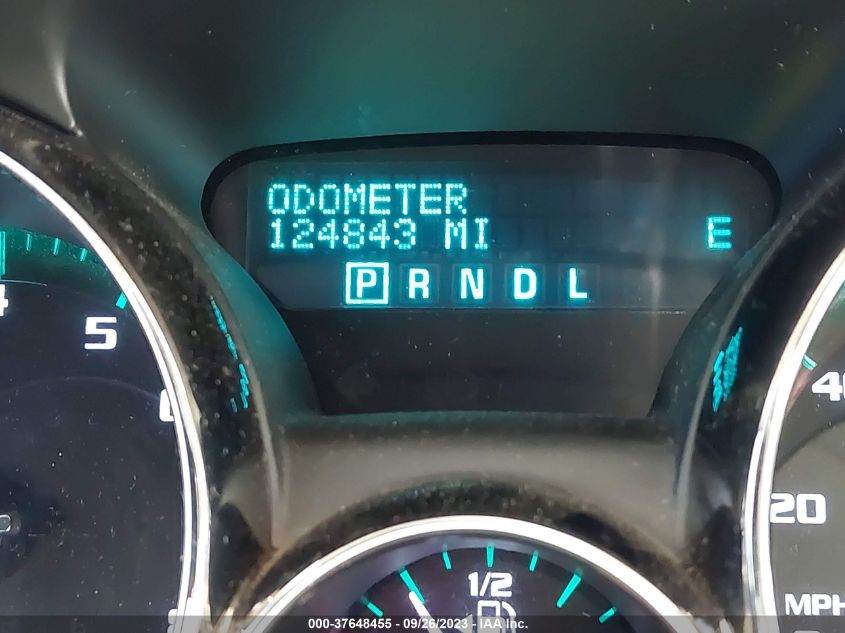 ODOMETER
124843 MI E
P R N D L
5
40
20
1/2
MPH
000-37648455 - 09/26/2023 - IAA Inc.